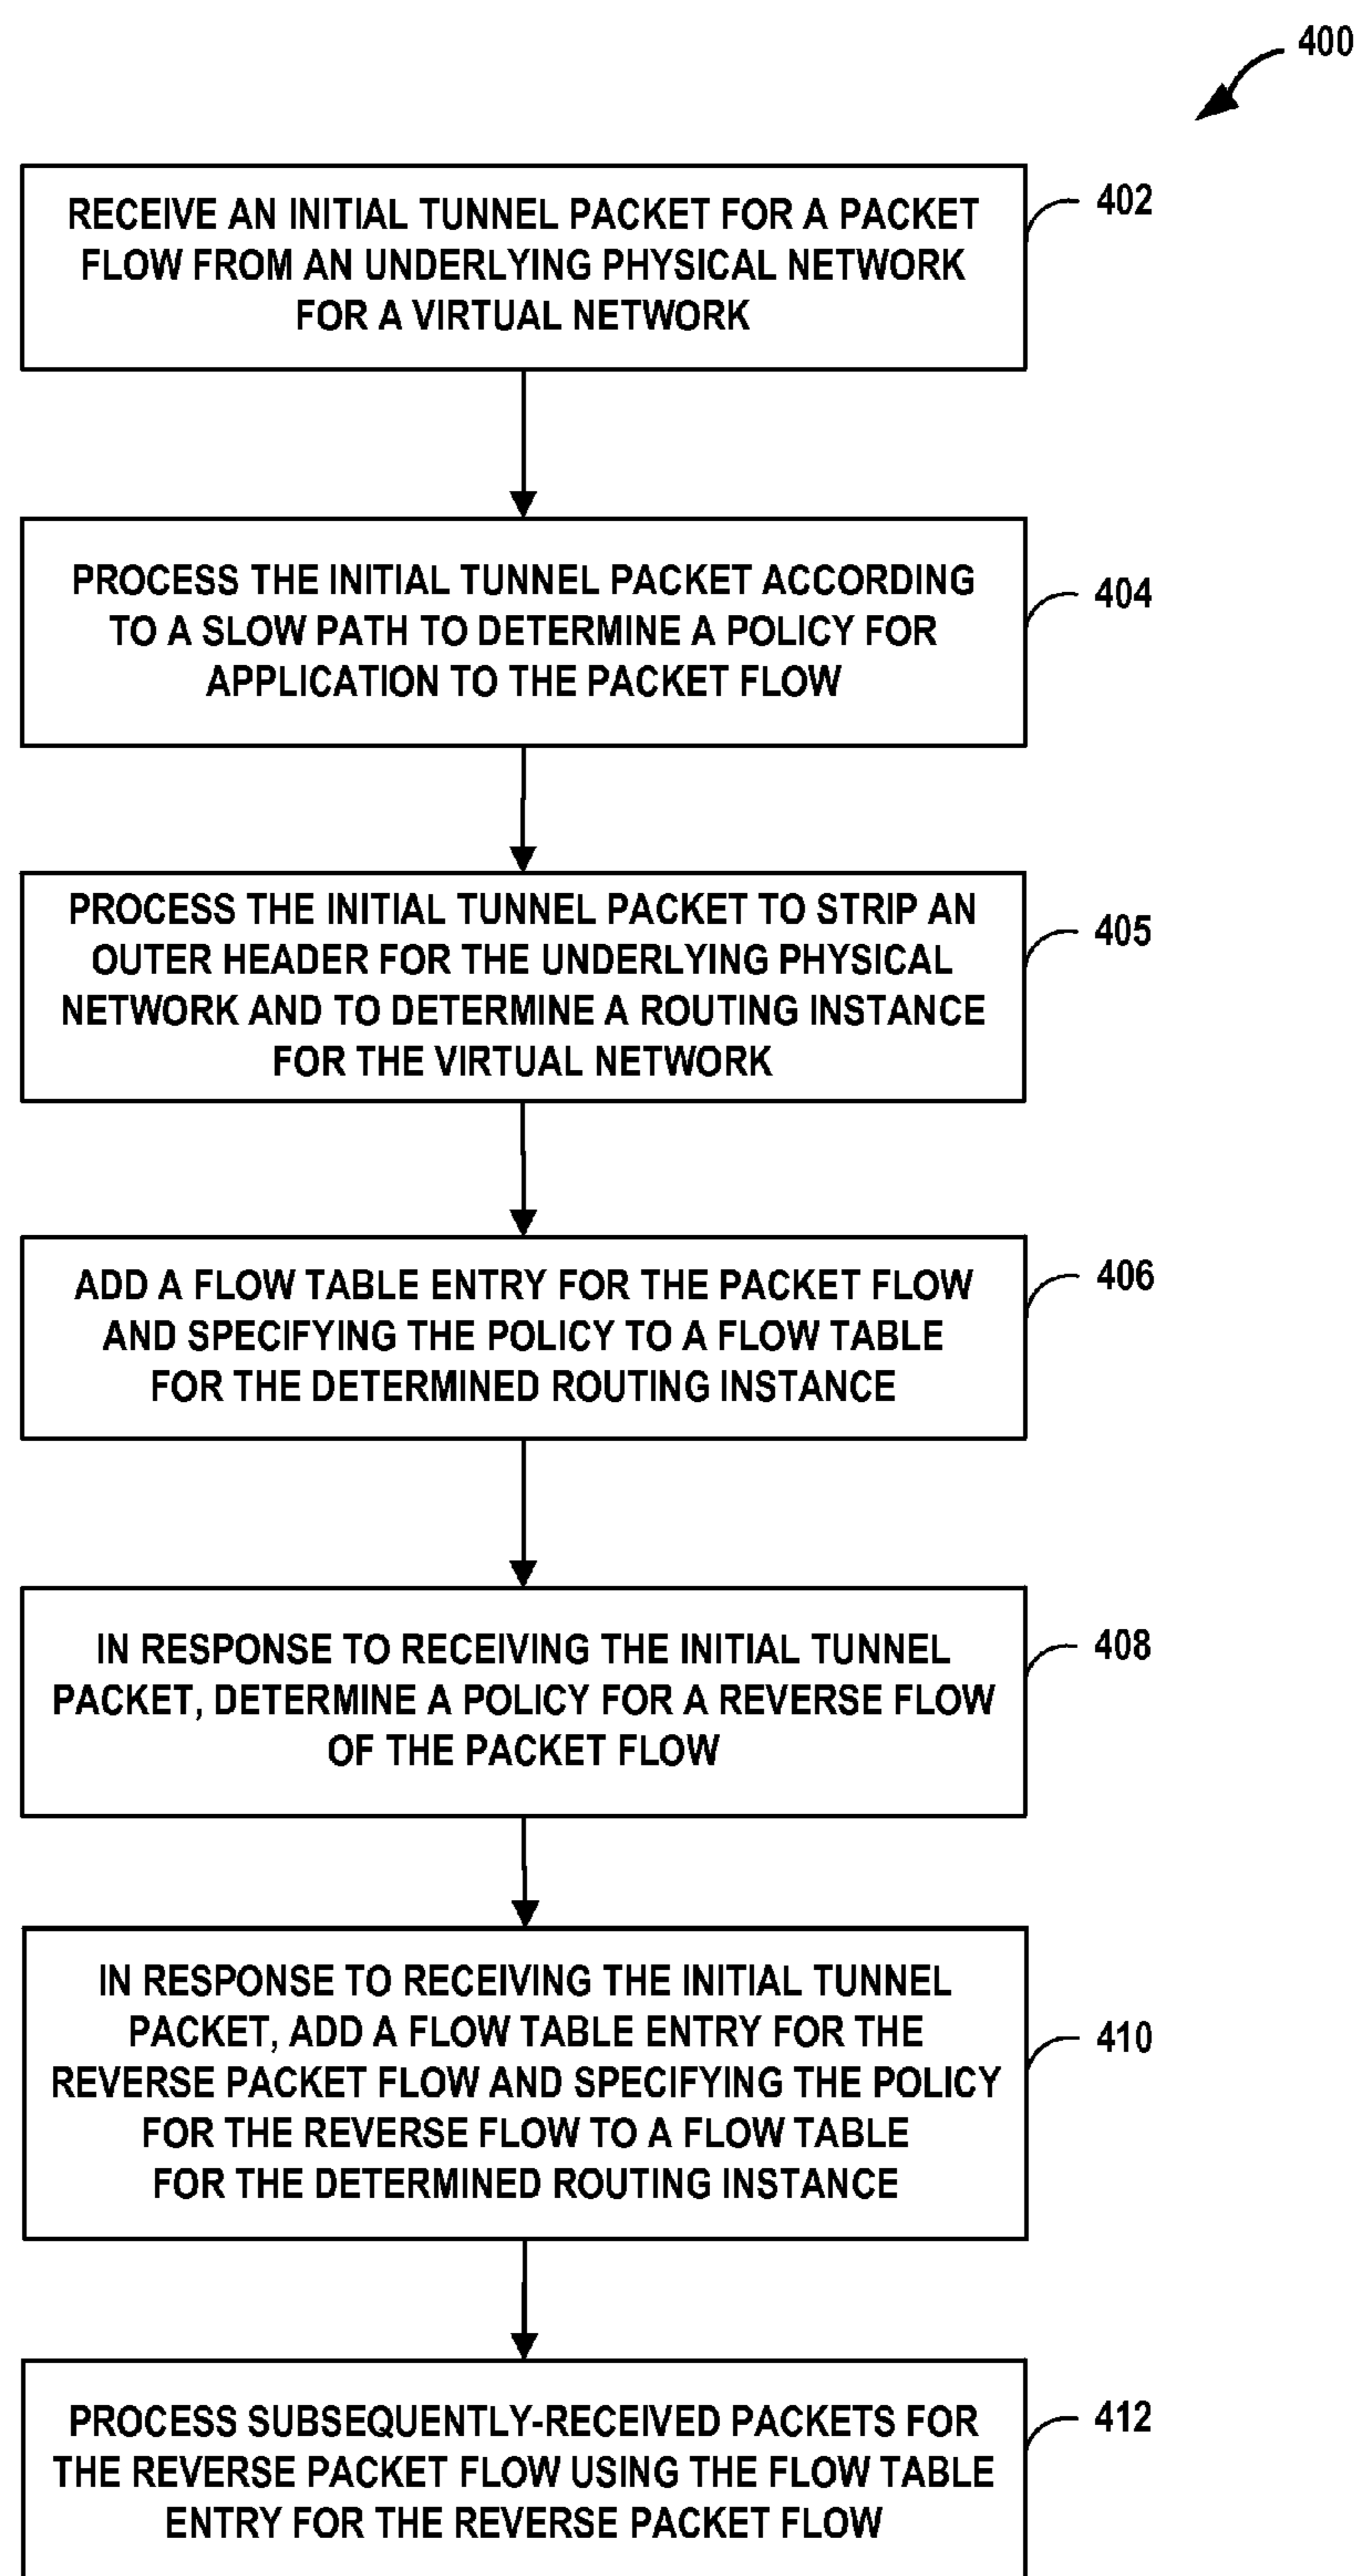 400
RECEIVE AN INITIAL TUNNEL PACKET FOR A PACKET
FLOW FROM AN UNDERLYING PHYSICAL NETWORK
FOR A VIRTUAL NETWORK
402
PROCESS THE INITIAL TUNNEL PACKET ACCORDING
TO A SLOW PATH TO DETERMINE A POLICY FOR
APPLICATION TO THE PACKET FLOW
404
PROCESS THE INITIAL TUNNEL PACKET TO STRIP AN
OUTER HEADER FOR THE UNDERLYING PHYSICAL
NETWORK AND TO DETERMINE A ROUTING INSTANCE
FOR THE VIRTUAL NETWORK
405
ADD A FLOW TABLE ENTRY FOR THE PACKET FLOW
AND SPECIFYING THE POLICY TO A FLOW TABLE
FOR THE DETERMINED ROUTING INSTANCE
406
IN RESPONSE TO RECEIVING THE INITIAL TUNNEL
PACKET, DETERMINE A POLICY FOR A REVERSE FLOW
OF THE PACKET FLOW
408
IN RESPONSE TO RECEIVING THE INITIAL TUNNEL
PACKET, ADD A FLOW TABLE ENTRY FOR THE
REVERSE PACKET FLOW AND SPECIFYING THE POLICY
FOR THE REVERSE FLOW TO A FLOW TABLE
FOR THE DETERMINED ROUTING INSTANCE
410
PROCESS SUBSEQUENTLY-RECEIVED PACKETS FOR
THE REVERSE PACKET FLOW USING THE FLOW TABLE
ENTRY FOR THE REVERSE PACKET FLOW
412